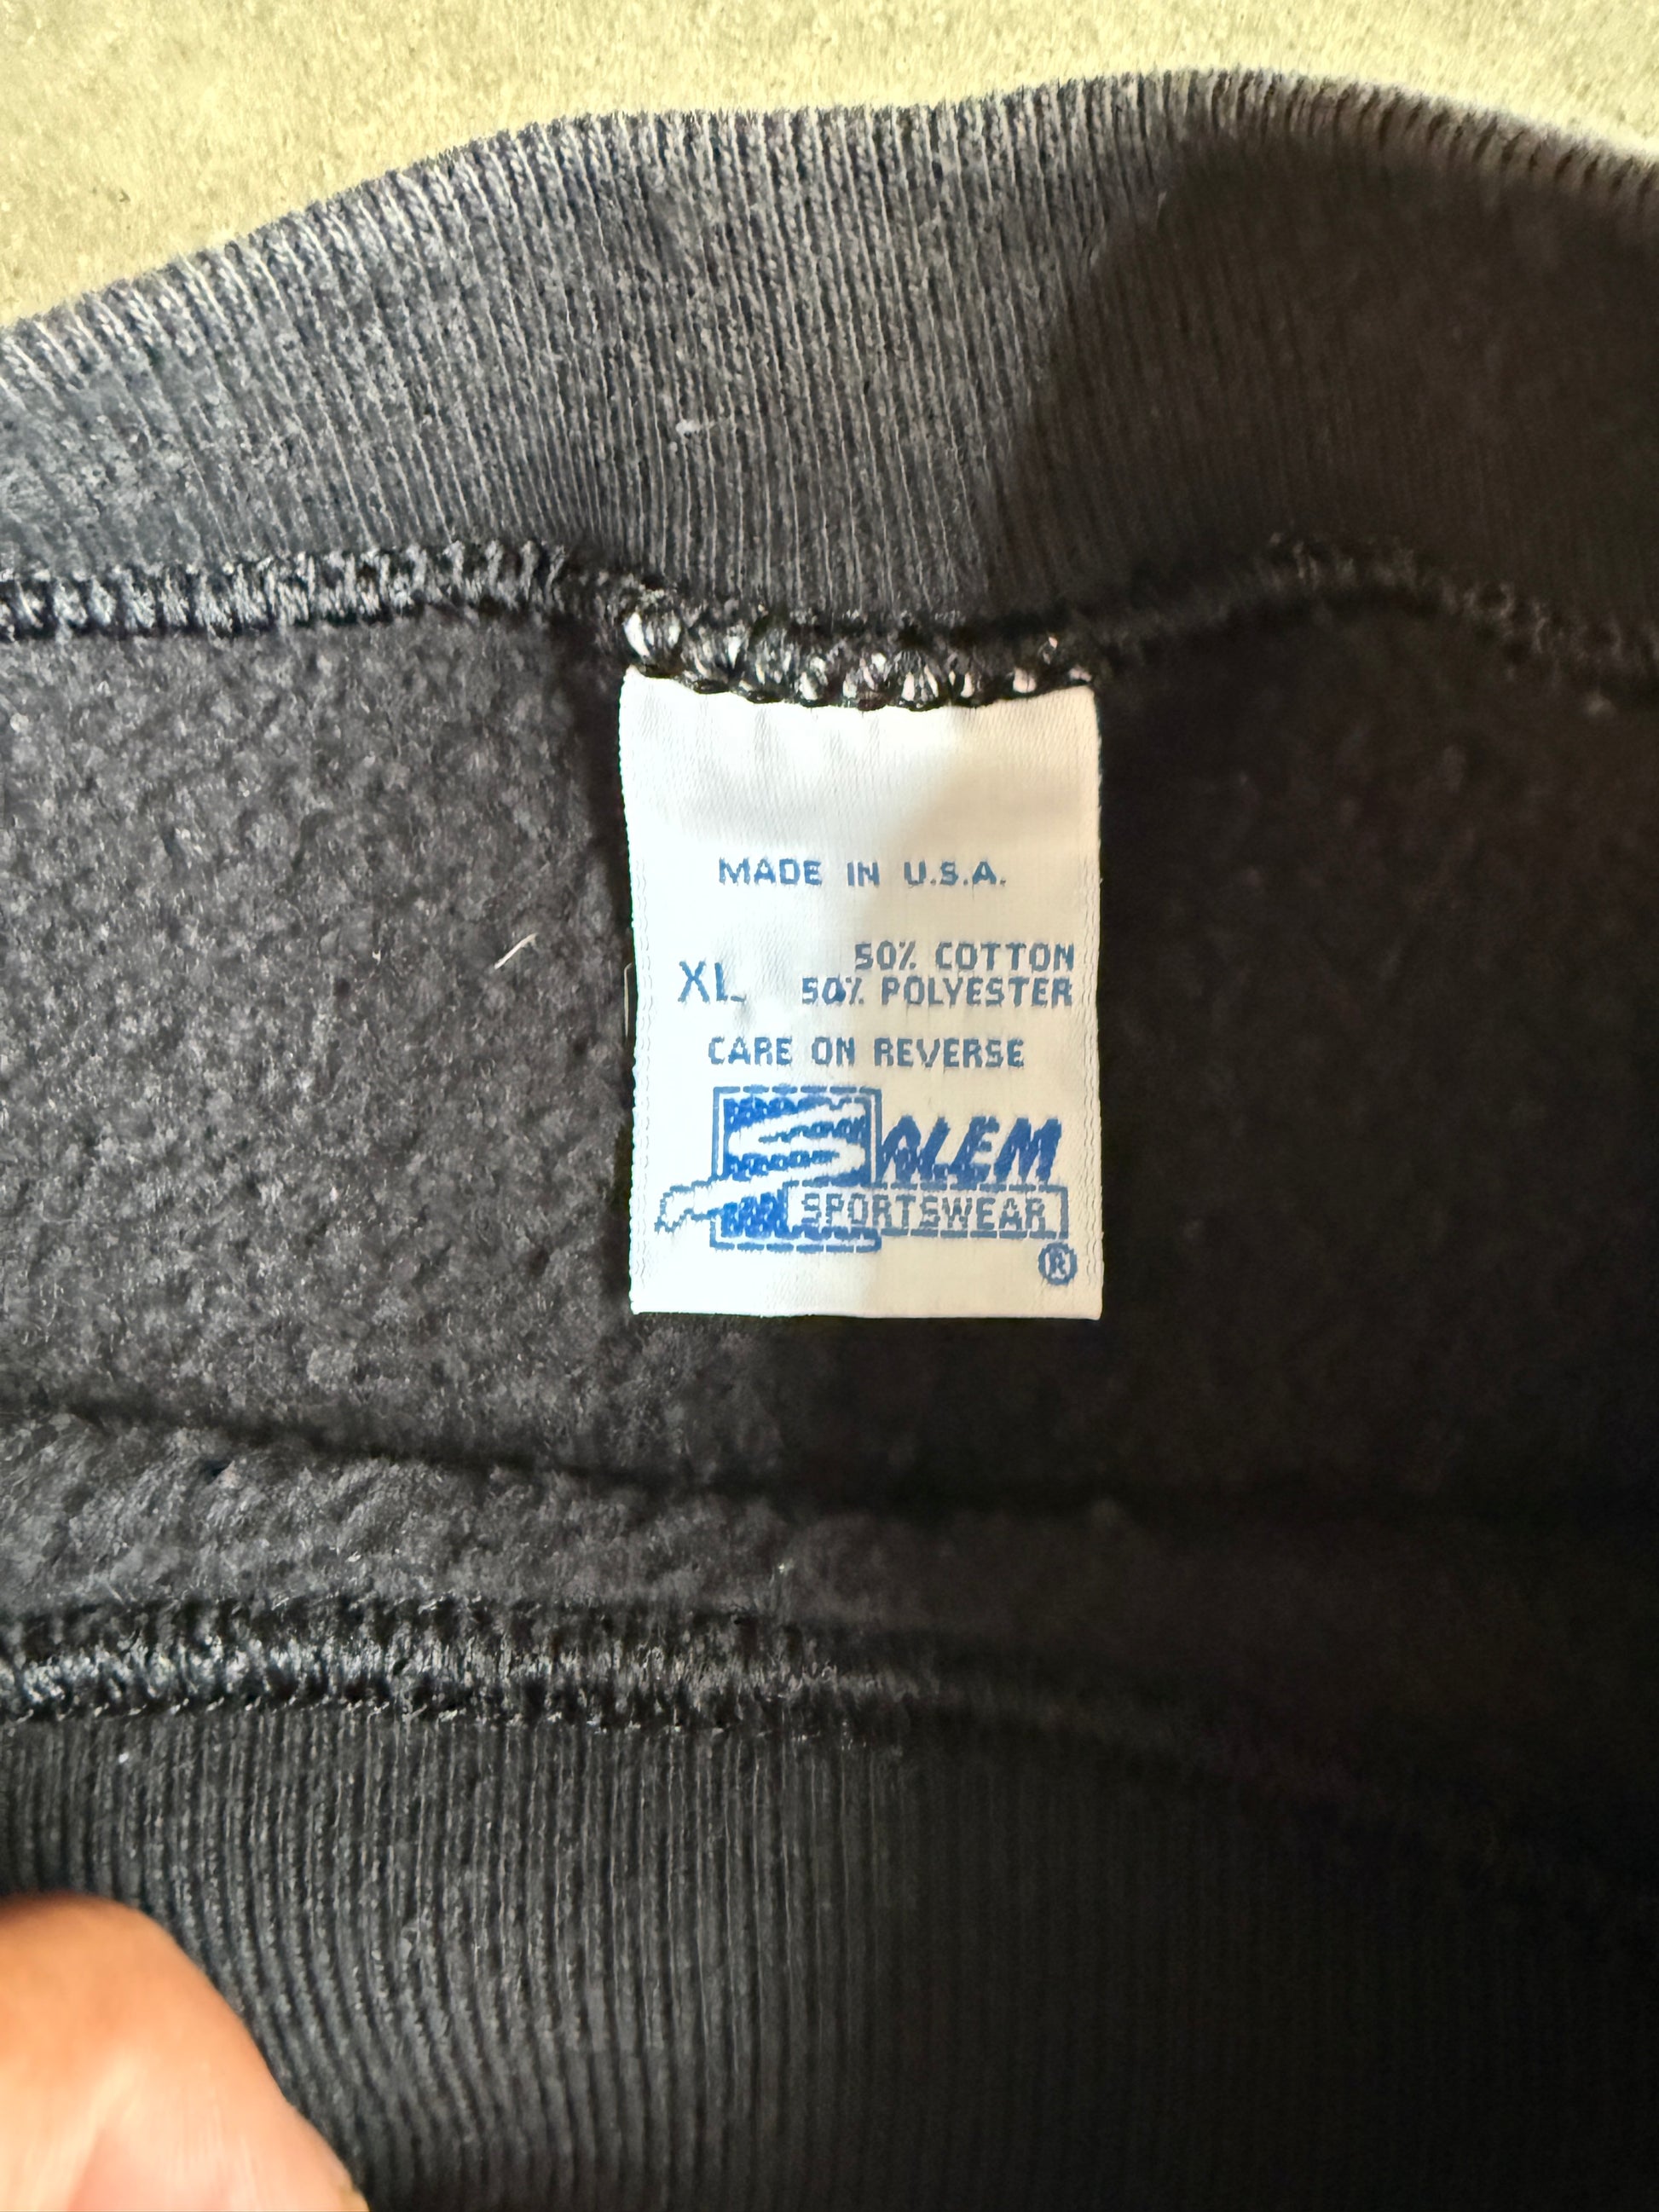 MADE IN U.S.A.
XL 50% COTTON
50% POLYESTER
CARE ON REVERSE
SALEM
SPORTSWEAR
®